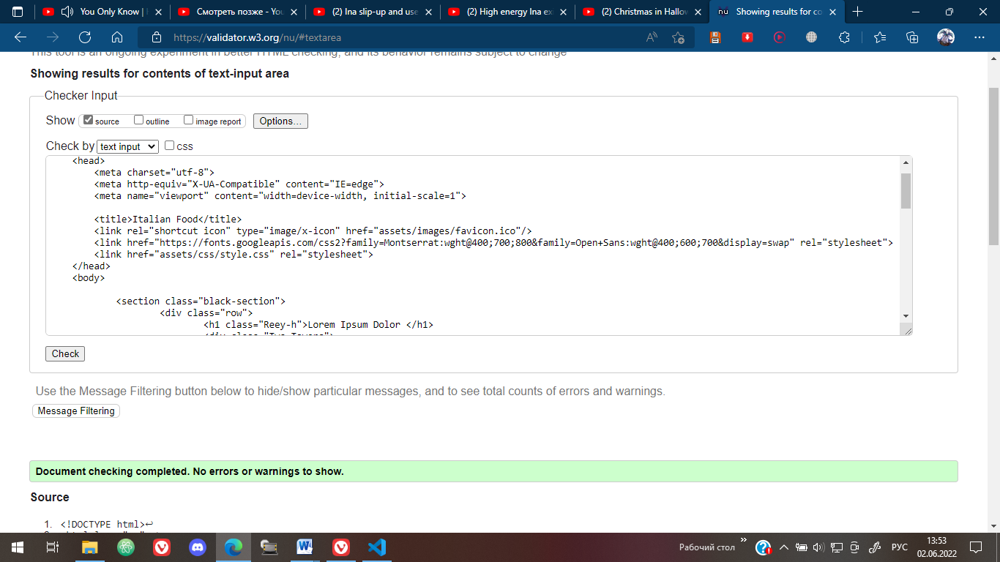 You Only Know |
Смотреть позже - You
(2) Ina slip-up and use
(2) High energy Ina ex
(2) Christmas in Hallov
Showing results for co
https://validator.w3.org/nu/#textarea
This tool is an ongoing experiment in better HTML checking, and its behavior remains subject to change
Showing results for contents of text-input area
Checker Input
Show source outline image report Options...
Check by text input css
<head>
<meta charset="utf-8">
<meta http-equiv="X-UA-Compatible" content="IE=edge">
<meta name="viewport" content="width=device-width, initial-scale=1">
<title>Italian Food</title>
<link rel="shortcut icon" type="image/x-icon" href="assets/images/favicon.ico"/>
<link href="https://fonts.googleapis.com/css2?family=Montserrat:wght@400;700;800&family=Open+Sans:wght@400;600;700&display=swap" rel="stylesheet">
<link href="assets/css/style.css" rel="stylesheet">
</head>
<body>
<section class="black-section">
<div class="row">
<h1 class="Reey-h">Lorem Ipsum Dolor </h1>
Check
Use the Message Filtering button below to hide/show particular messages, and to see total counts of errors and warnings.
Message Filtering
Document checking completed. No errors or warnings to show.
Source
1. <!DOCTYPE html>↩
Рабочий стол
РУС
13:53
02.06.2022